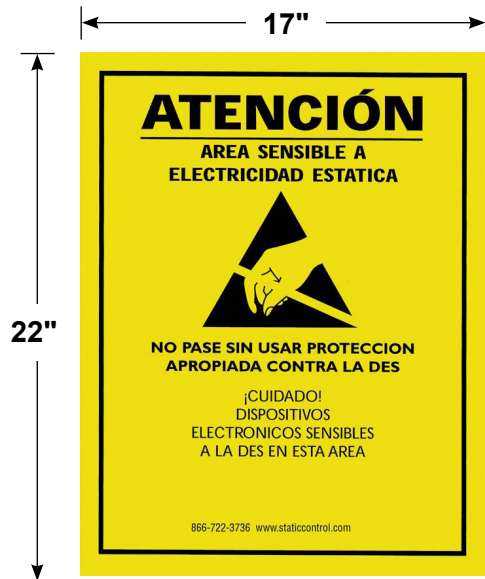 17"
22"
ATENCIÓN
AREA SENSIBLE A
ELECTRICIDAD ESTATICA
NO PASE SIN USAR PROTECCION
APROPIADA CONTRA LA DES
¡CUIDADO!
DISPOSITIVOS
ELECTRONICOS SENSIBLES
A LA DES EN ESTA AREA
866-722-3736 www.staticcontrol.com